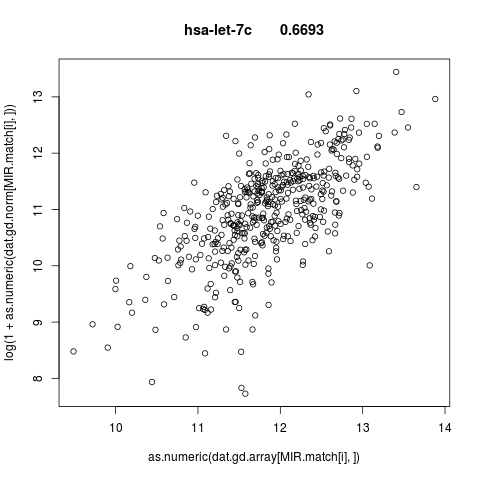 hsa-let-7c 0.6693
log(1 + as.numeric(dat.gd.norm[MIR.match[i], ]))
13
12
11
10
9
8
10 11 12 13 14
as.numeric(dat.gd.array[MIR.match[i], ])